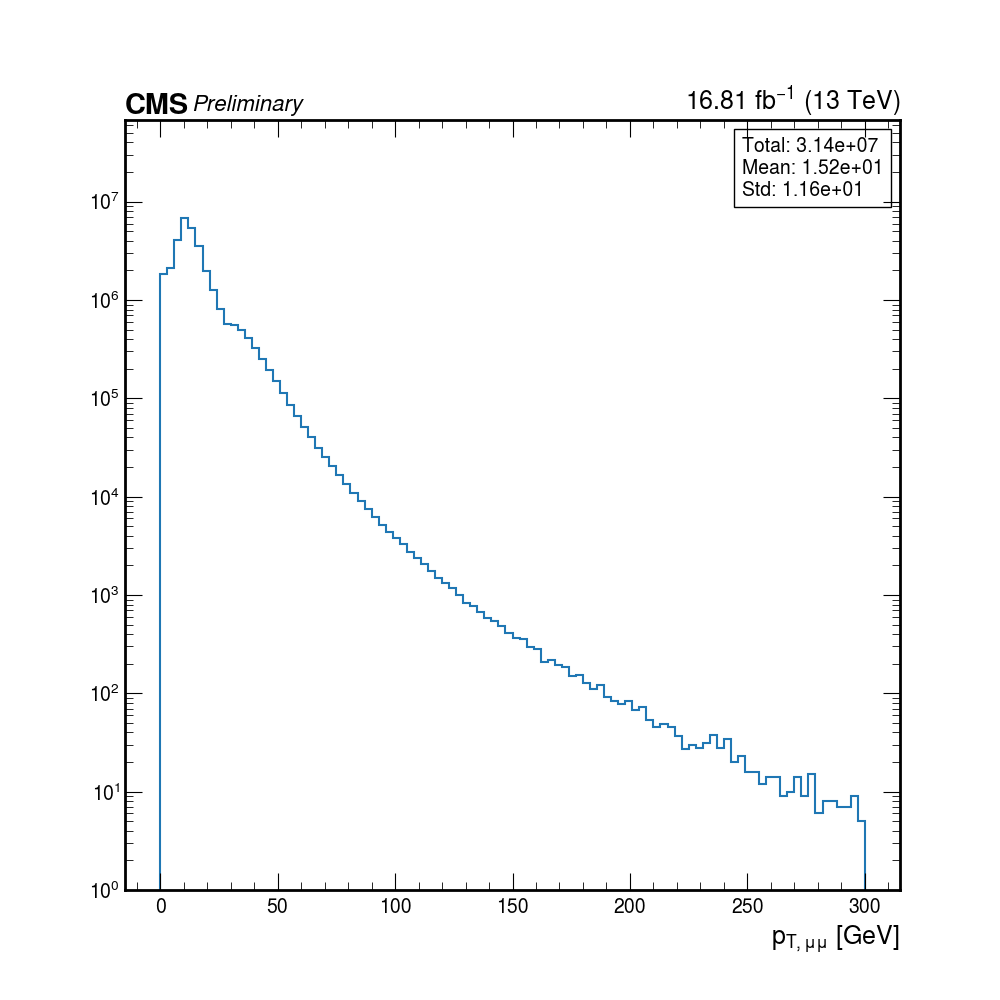 CMS Preliminary
16.81 fb⁻¹ (13 TeV)
Total: 3.14e+07
Mean: 1.52e+01
Std: 1.16e+01
10⁷
10⁶
10⁵
10⁴
10³
10²
10¹
10⁰
0 50 100 150 200 250 300
p_{T, μμ} [GeV]